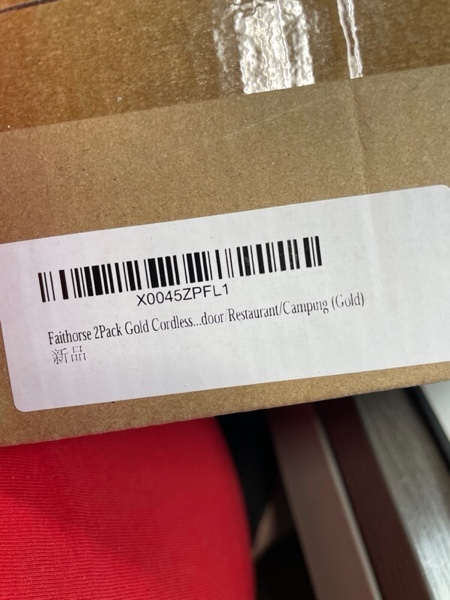 X0045ZPFL1
Faithorse 2Pack Gold Cordless...door Restaurant/Camping (Gold)
新品